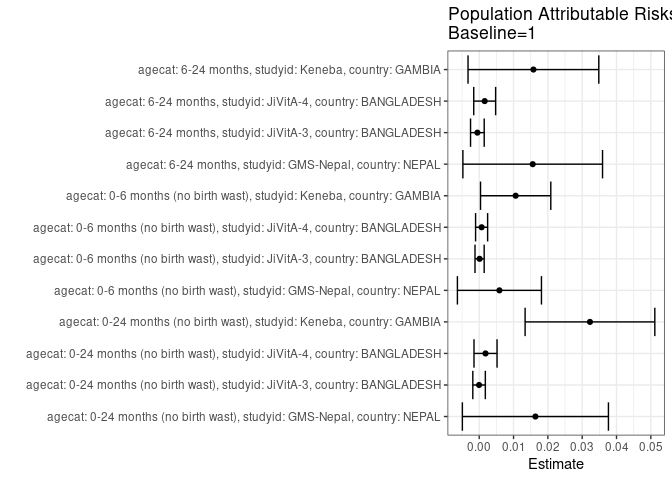 Population Attributable Risks
Baseline=1
agecat: 6-24 months, studyid: Keneba, country: GAMBIA
agecat: 6-24 months, studyid: JiVitA-4, country: BANGLADESH
agecat: 6-24 months, studyid: JiVitA-3, country: BANGLADESH
agecat: 6-24 months, studyid: GMS-Nepal, country: NEPAL
agecat: 0-6 months (no birth wast), studyid: Keneba, country: GAMBIA
agecat: 0-6 months (no birth wast), studyid: JiVitA-4, country: BANGLADESH
agecat: 0-6 months (no birth wast), studyid: JiVitA-3, country: BANGLADESH
agecat: 0-6 months (no birth wast), studyid: GMS-Nepal, country: NEPAL
agecat: 0-24 months (no birth wast), studyid: Keneba, country: GAMBIA
agecat: 0-24 months (no birth wast), studyid: JiVitA-4, country: BANGLADESH
agecat: 0-24 months (no birth wast), studyid: JiVitA-3, country: BANGLADESH
agecat: 0-24 months (no birth wast), studyid: GMS-Nepal, country: NEPAL
0.00 0.01 0.02 0.03 0.04 0.05
Estimate